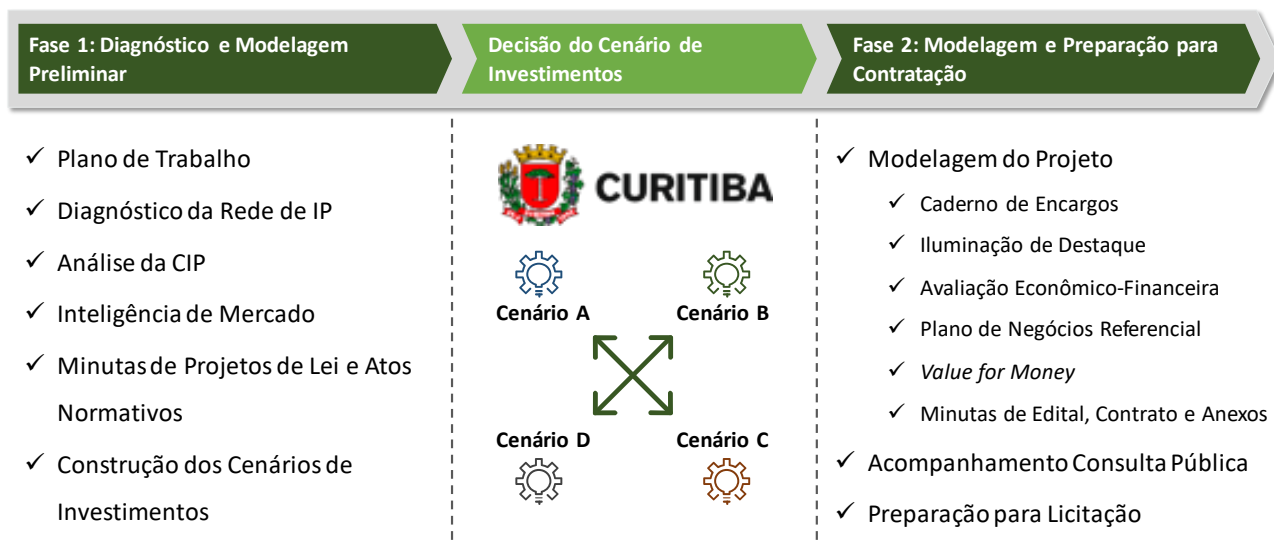 Fase 1: Diagnóstico e Modelagem
Preliminar
Decisão do Cenário de
Investimentos
Fase 2: Modelagem e Preparação para
Contratação
✓ Plano de Trabalho
✓ Diagnóstico da Rede de IP
✓ Análise da CIP
✓ Inteligência de Mercado
✓ Minutas de Projetos de Lei e Atos
Normativos
✓ Construção dos Cenários de
Investimentos
CURITIBA
Cenário A
Cenário B
Cenário D
Cenário C
✓ Modelagem do Projeto
✓ Caderno de Encargos
✓ Iluminação de Destaque
✓ Avaliação Econômico-Financeira
✓ Plano de Negócios Referencial
✓ Value for Money
✓ Minutas de Edital, Contrato e Anexos
✓ Acompanhamento Consulta Pública
✓ Preparação para Licitação